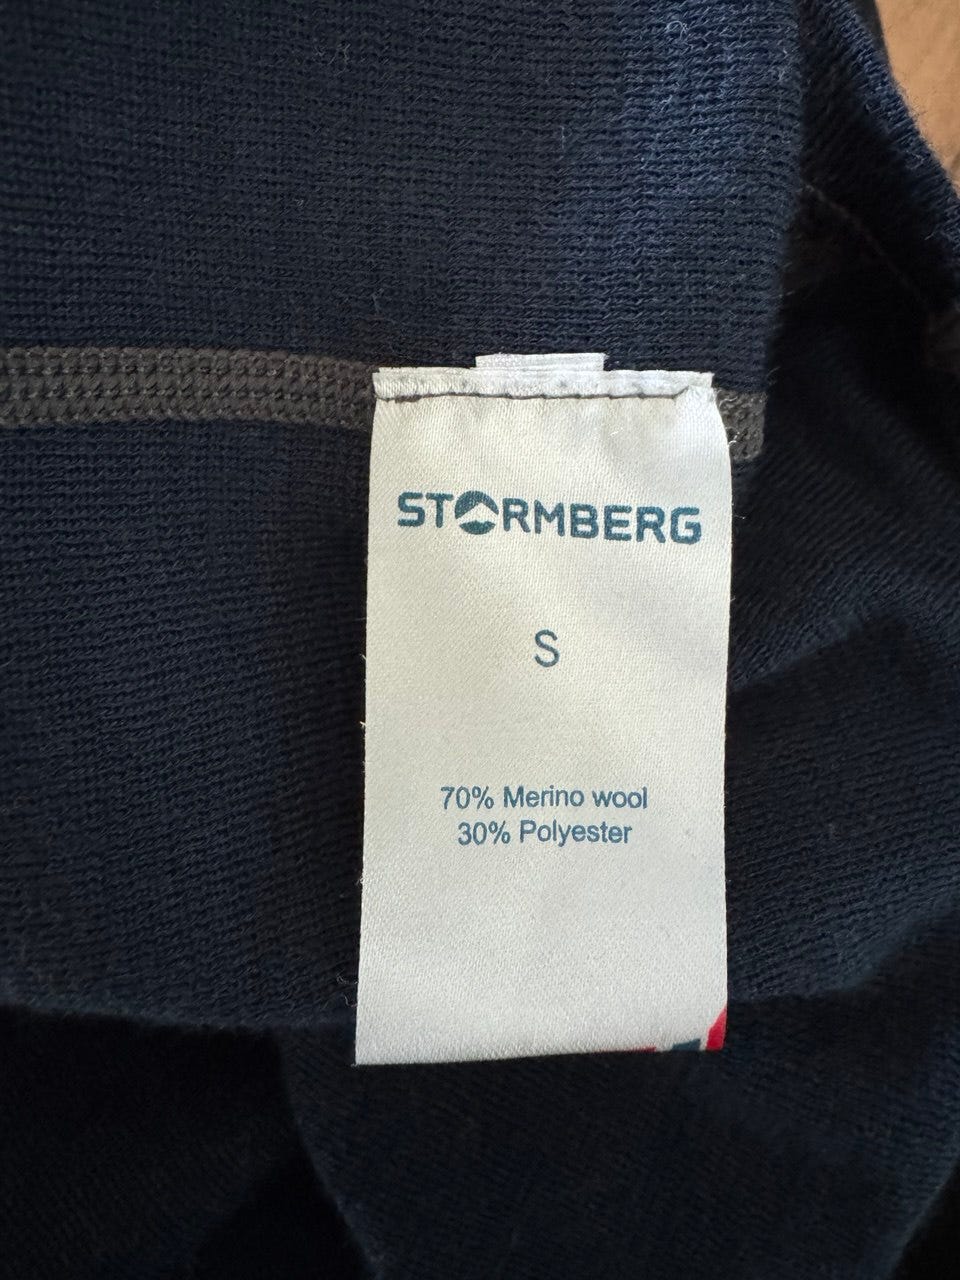 STORMBERG
S
70% Merino wool
30% Polyester